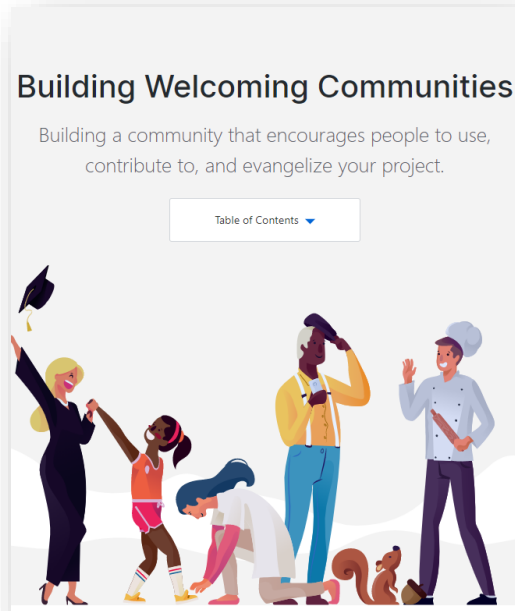 Building Welcoming Communities
Building a community that encourages people to use,
contribute to, and evangelize your project.
Table of Contents